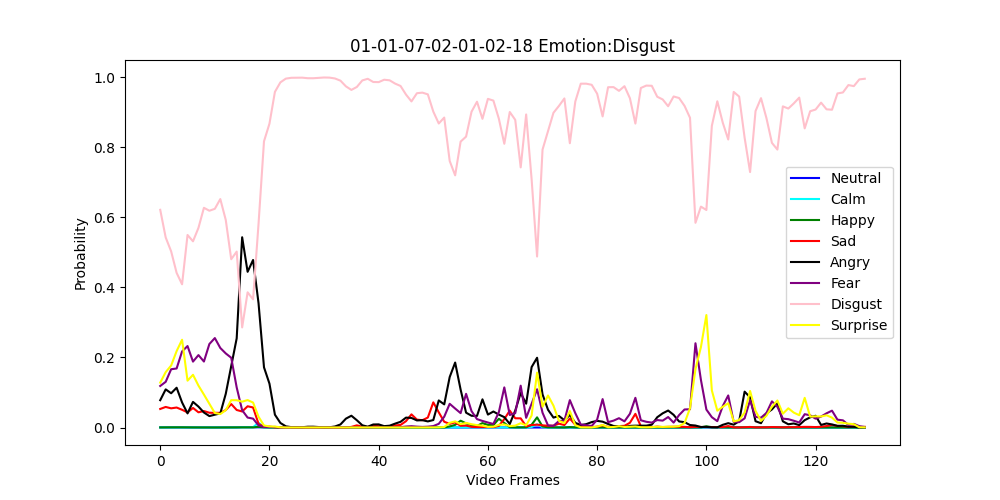 01-01-07-02-01-02-18 Emotion:Disgust
Probability
1.0
0.8
0.6
0.4
0.2
0.0
Neutral
Calm
Happy
Sad
Angry
Fear
Disgust
Surprise
0 20 40 60 80 100 120
Video Frames